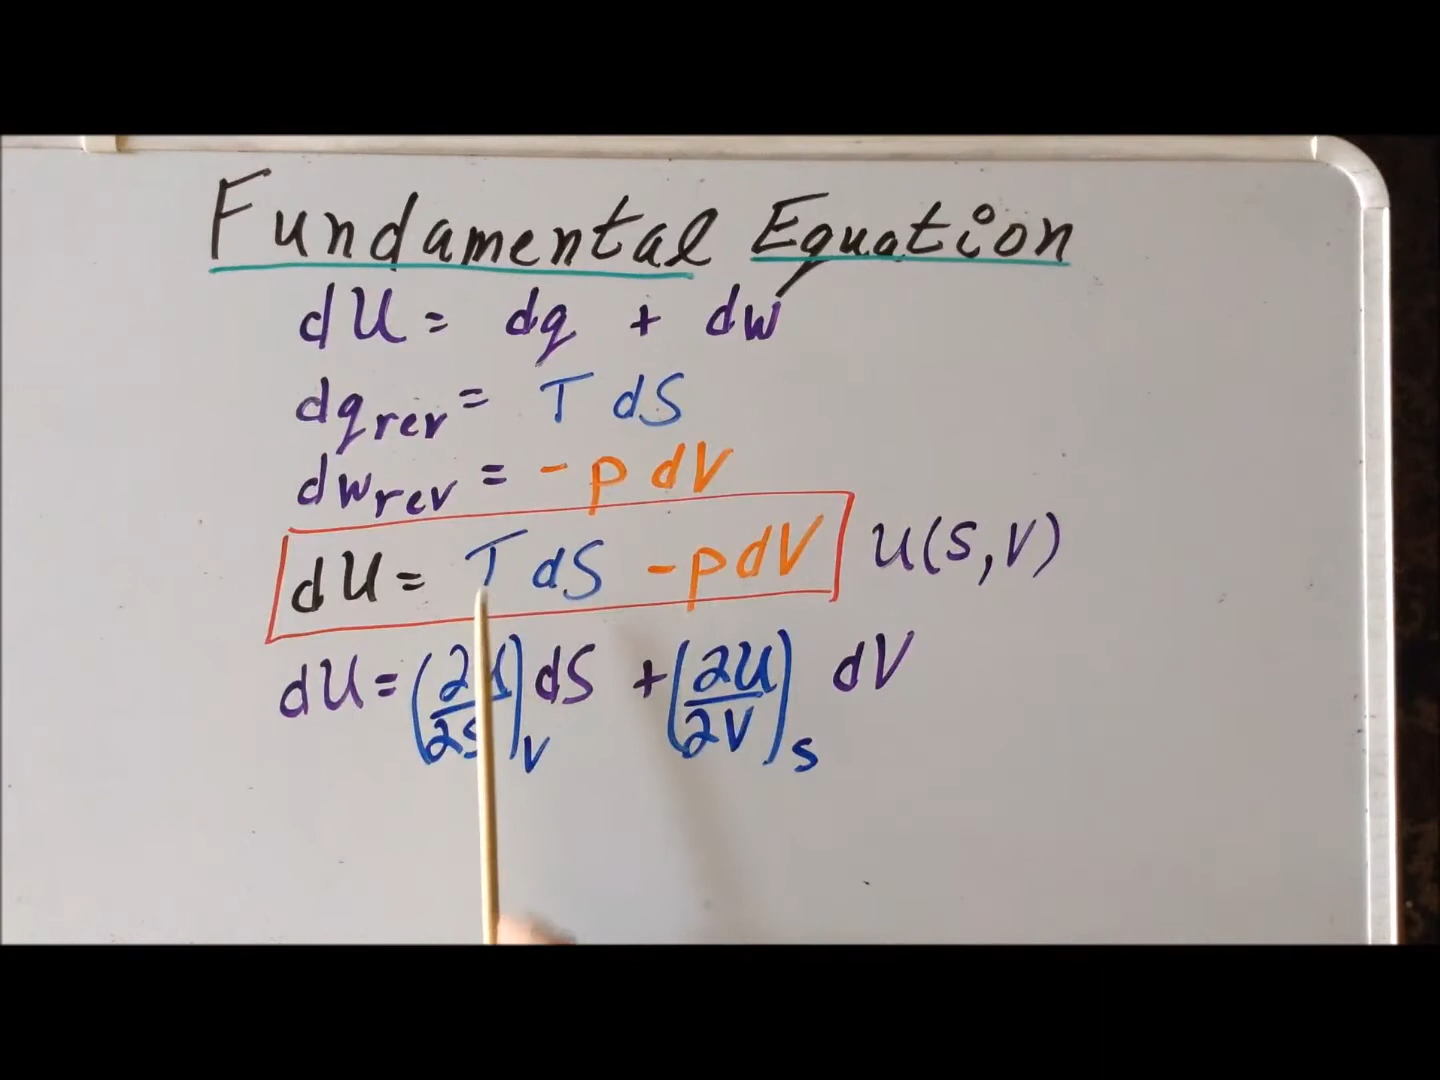 Fundamental Equation
dU = dq + dw
dq_rev = T dS
dw_rev = -p dV
dU = T dS - p dV U(S,V)
dU = (∂U/∂S)_V dS + (∂U/∂V)_S dV